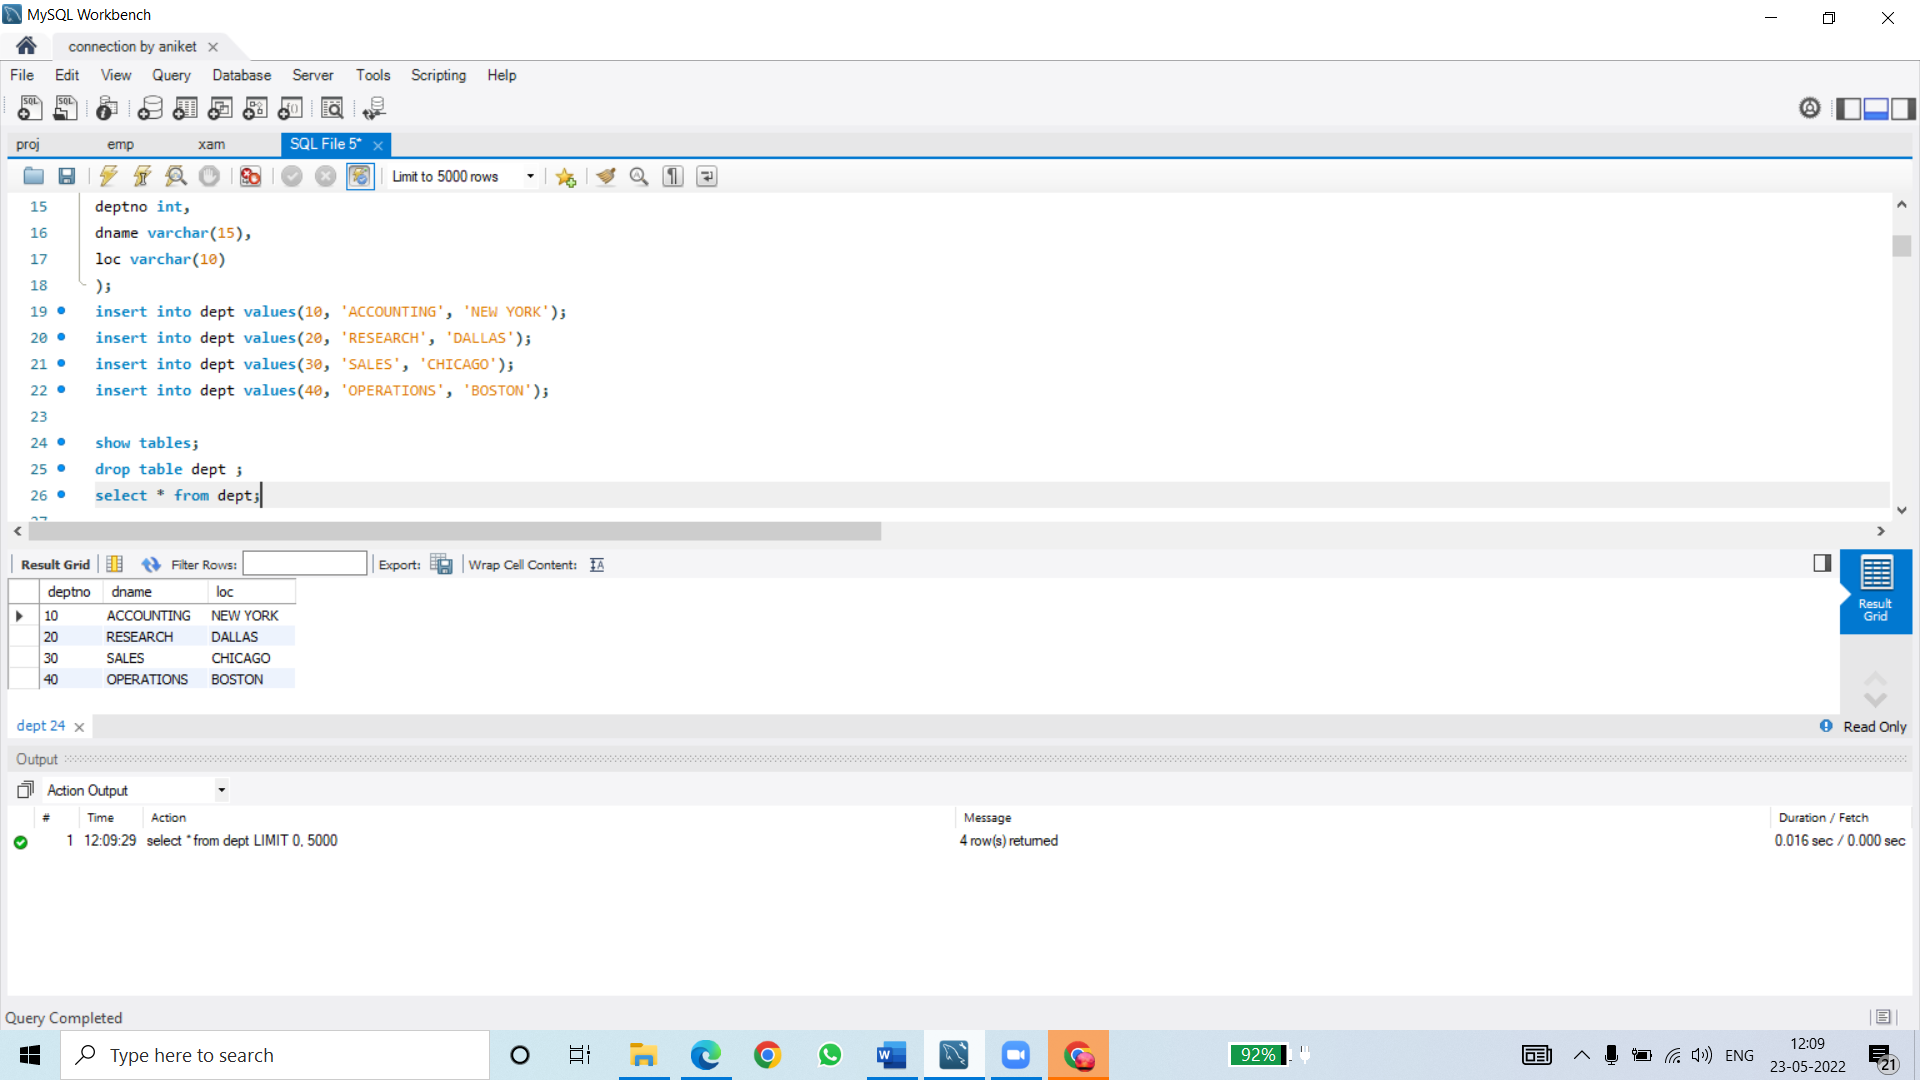 MySQL Workbench
connection by aniket
File Edit View Query Database Server Tools Scripting Help
proj emp xam SQL File 5*
Limit to 5000 rows
15 deptno int,
16 dname varchar(15),
17 loc varchar(10)
18 );
19 insert into dept values(10, 'ACCOUNTING', 'NEW YORK');
20 insert into dept values(20, 'RESEARCH', 'DALLAS');
21 insert into dept values(30, 'SALES', 'CHICAGO');
22 insert into dept values(40, 'OPERATIONS', 'BOSTON');
23
24 show tables;
25 drop table dept ;
26 select * from dept;
Result Grid Filter Rows: Export: Wrap Cell Content:
deptno dname loc
10 ACCOUNTING NEW YORK
20 RESEARCH DALLAS
30 SALES CHICAGO
40 OPERATIONS BOSTON
Result
Grid
dept 24
Read Only
Output
Action Output
# Time Action Message Duration / Fetch
1 12:09:29 select * from dept LIMIT 0, 5000 4 row(s) returned 0.016 sec / 0.000 sec
Query Completed
Type here to search
92%
ENG
12:09
23-05-2022
21